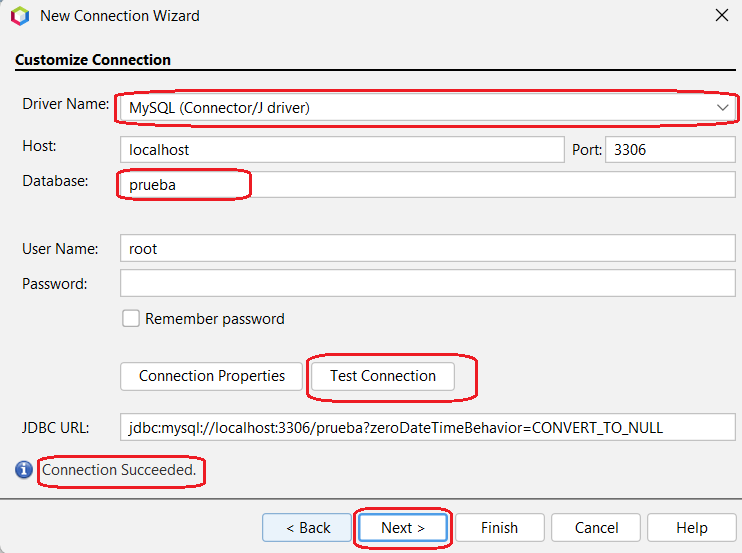 New Connection Wizard
Customize Connection
Driver Name: MySQL (Connector/J driver)
Host: localhost Port: 3306
Database: prueba
User Name: root
Password:
Remember password
Connection Properties Test Connection
JDBC URL: jdbc:mysql://localhost:3306/prueba?zeroDateTimeBehavior=CONVERT_TO_NULL
Connection Succeeded.
< Back Next > Finish Cancel Help